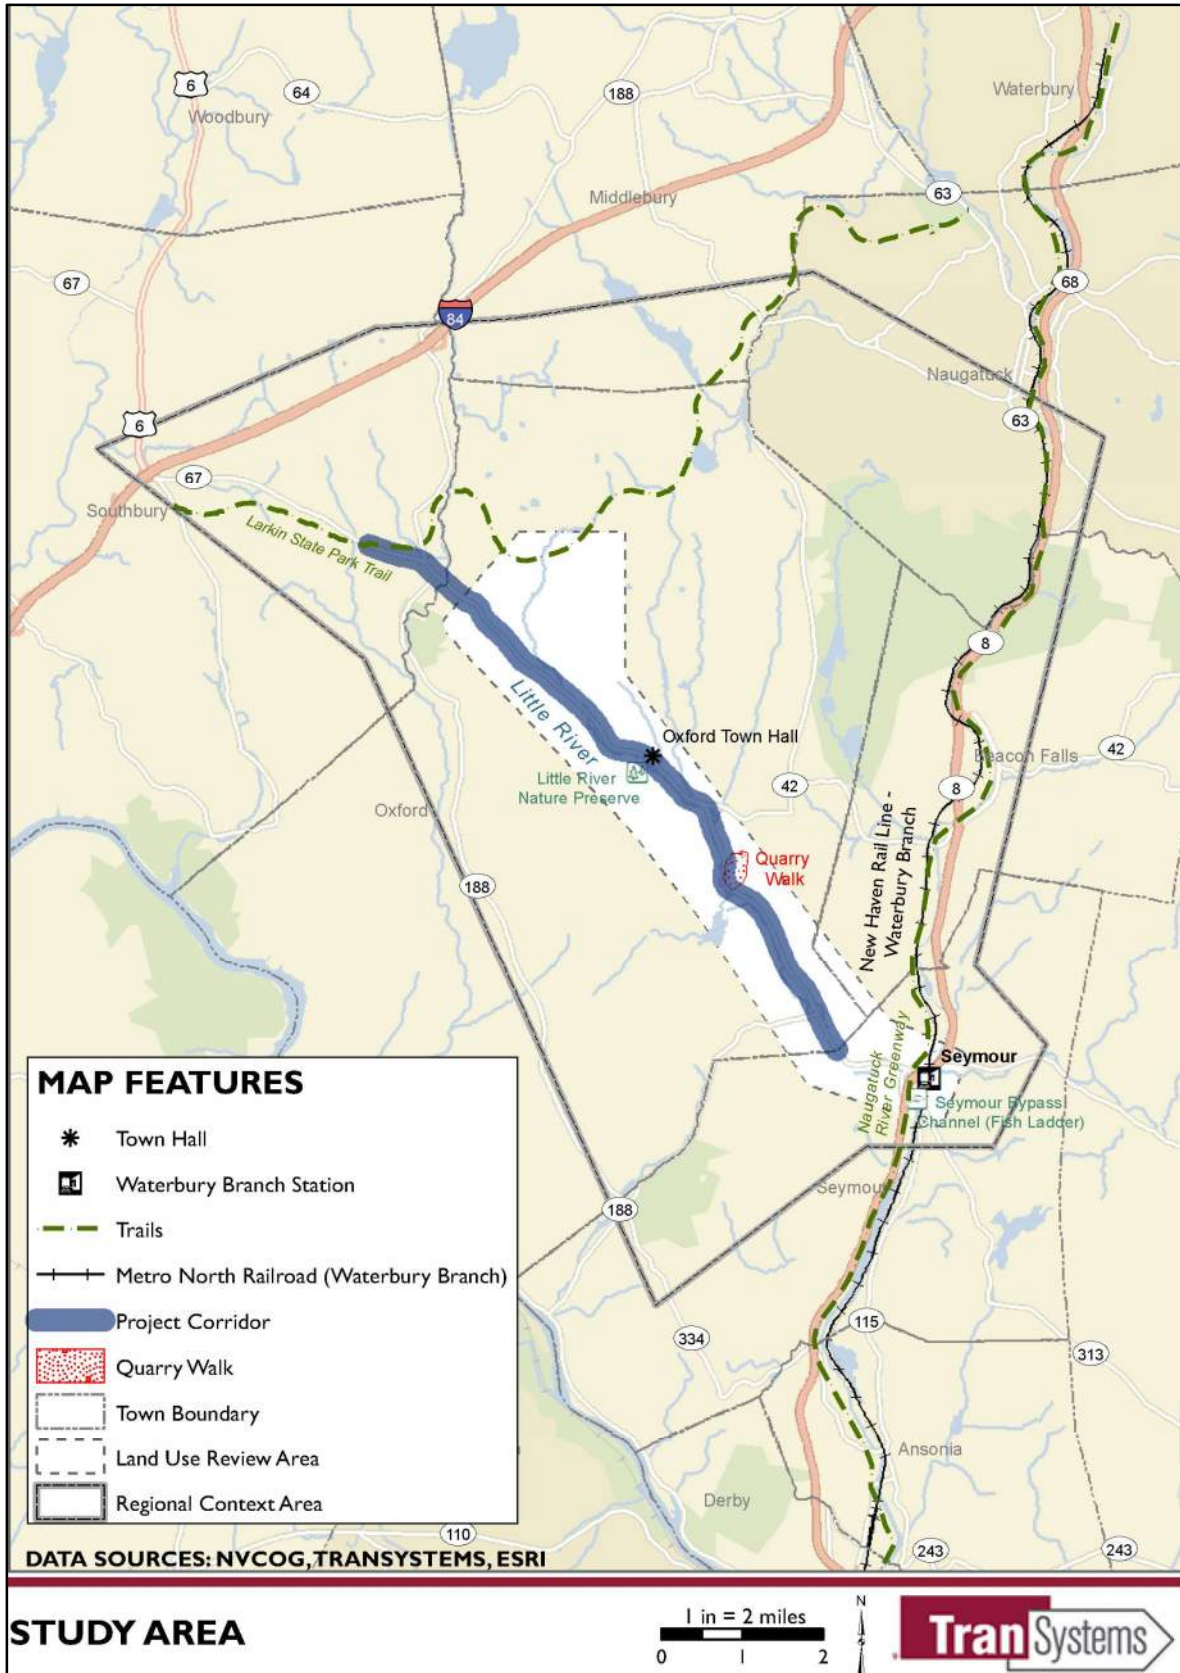 6
64
188
Waterbury
Woodbury
Middlebury
63
67
68
84
Naugatuck
6
63
67
Southbury
Larkin State Park Trail
8
Little River
Oxford Town Hall
Little River
Nature Preserve
42
Beacon Falls
42
8
Oxford
New Haven Rail Line -
Waterbury Branch
Quarry
Walk
188
Naugatuck
River Greenway
Seymour
Seymour Bypass
Channel (Fish Ladder)
Seymour
188
115
334
313
Ansonia
Derby
110
243
243
MAP FEATURES
Town Hall
Waterbury Branch Station
Trails
Metro North Railroad (Waterbury Branch)
Project Corridor
Quarry Walk
Town Boundary
Land Use Review Area
Regional Context Area
DATA SOURCES: NVCOG, TRANSYSTEMS, ESRI
STUDY AREA
1 in = 2 miles
0 1 2
N
S
TranSystems